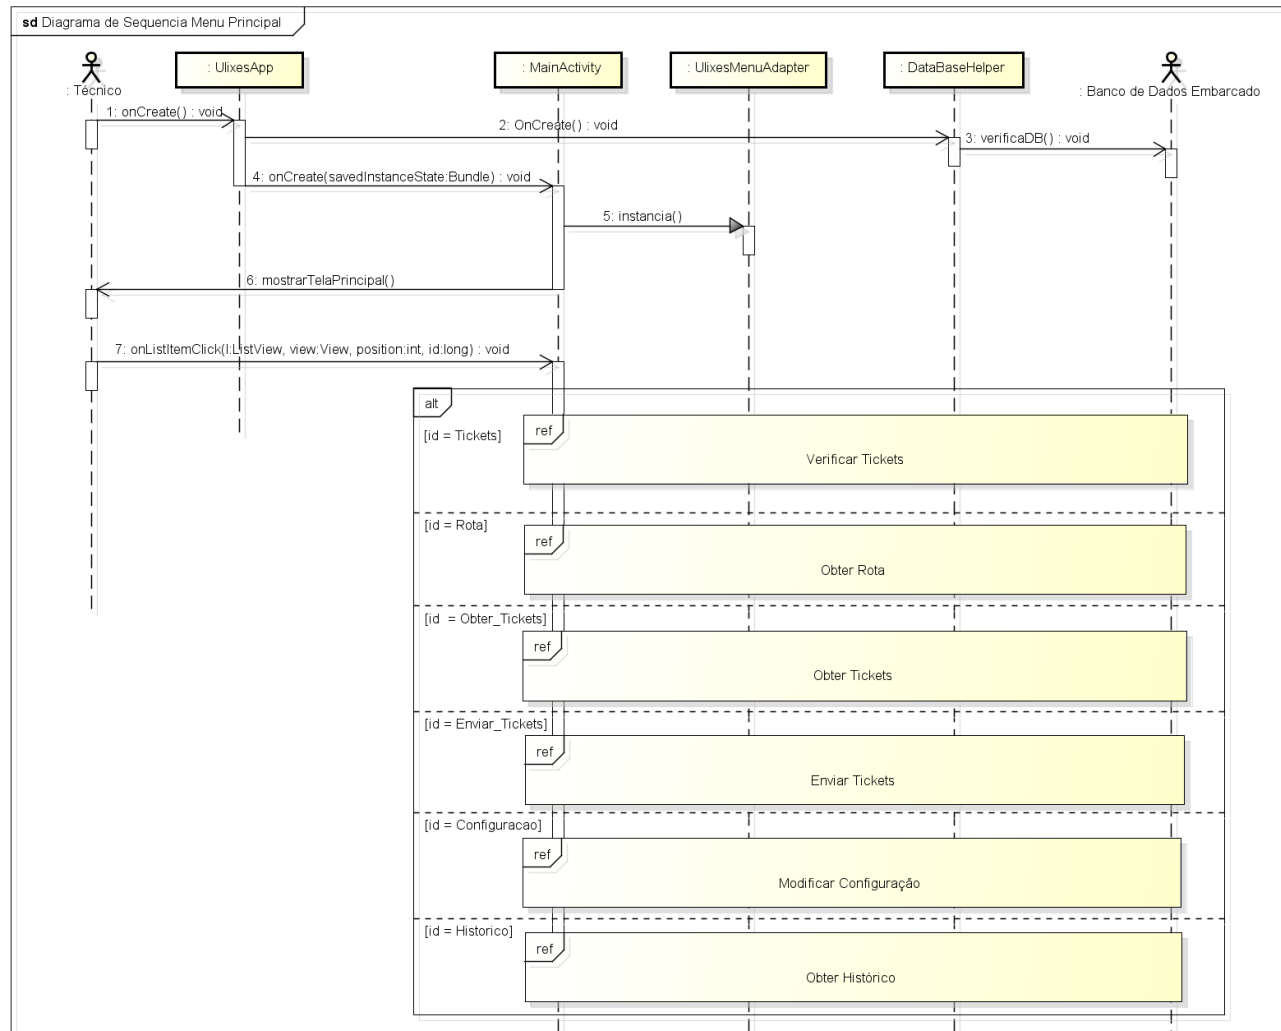 sd Diagrama de Sequencia Menu Principal
: Técnico
: UlixesApp
: MainActivity
: UlixesMenuAdapter
: DataBaseHelper
: Banco de Dados Embarcado
1: onCreate() : void
2: OnCreate() : void
3: verificaDB() : void
4: onCreate(savedInstanceState:Bundle) : void
5: instancia()
6: mostrarTelaPrincipal()
7: onListItemClick(l:ListView, view:View, position:int, id:long) : void
alt
[id = Tickets]
ref
Verificar Tickets
[id = Rota]
ref
Obter Rota
[id  = Obter_Tickets]
ref
Obter Tickets
[id = Enviar_Tickets]
ref
Enviar Tickets
[id = Configuracao]
ref
Modificar Configuração
[id = Historico]
ref
Obter Histórico